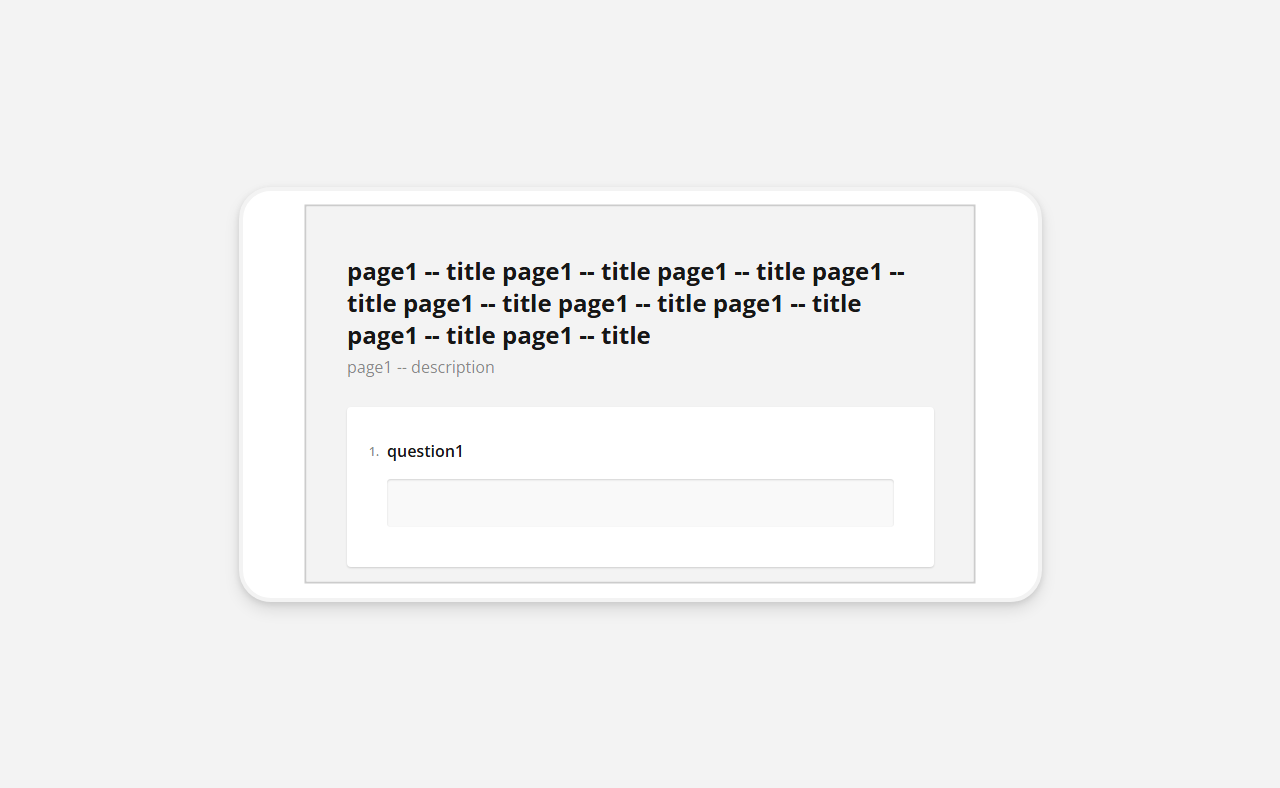 page1 -- title page1 -- title page1 -- title page1 --
title page1 -- title page1 -- title page1 -- title
page1 -- title page1 -- title
page1 -- description
1. question1